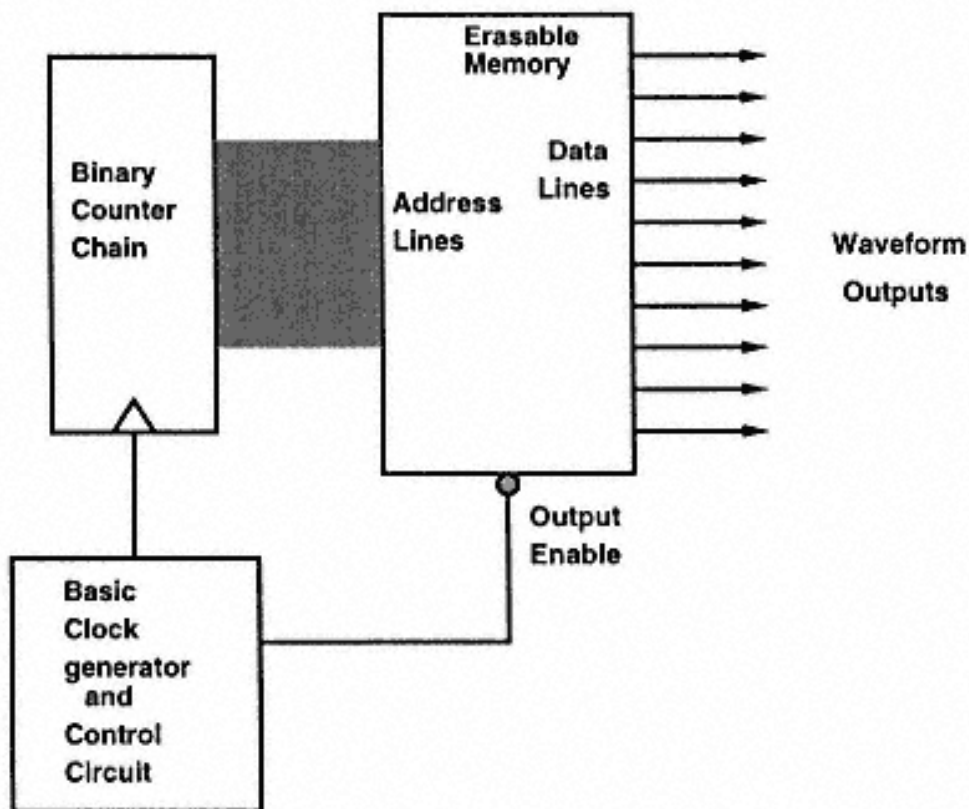 Erasable
Memory
Binary
Counter
Chain
Address
Lines
Data
Lines
Waveform
Outputs
Output
Enable
Basic
Clock
generator
and
Control
Circuit